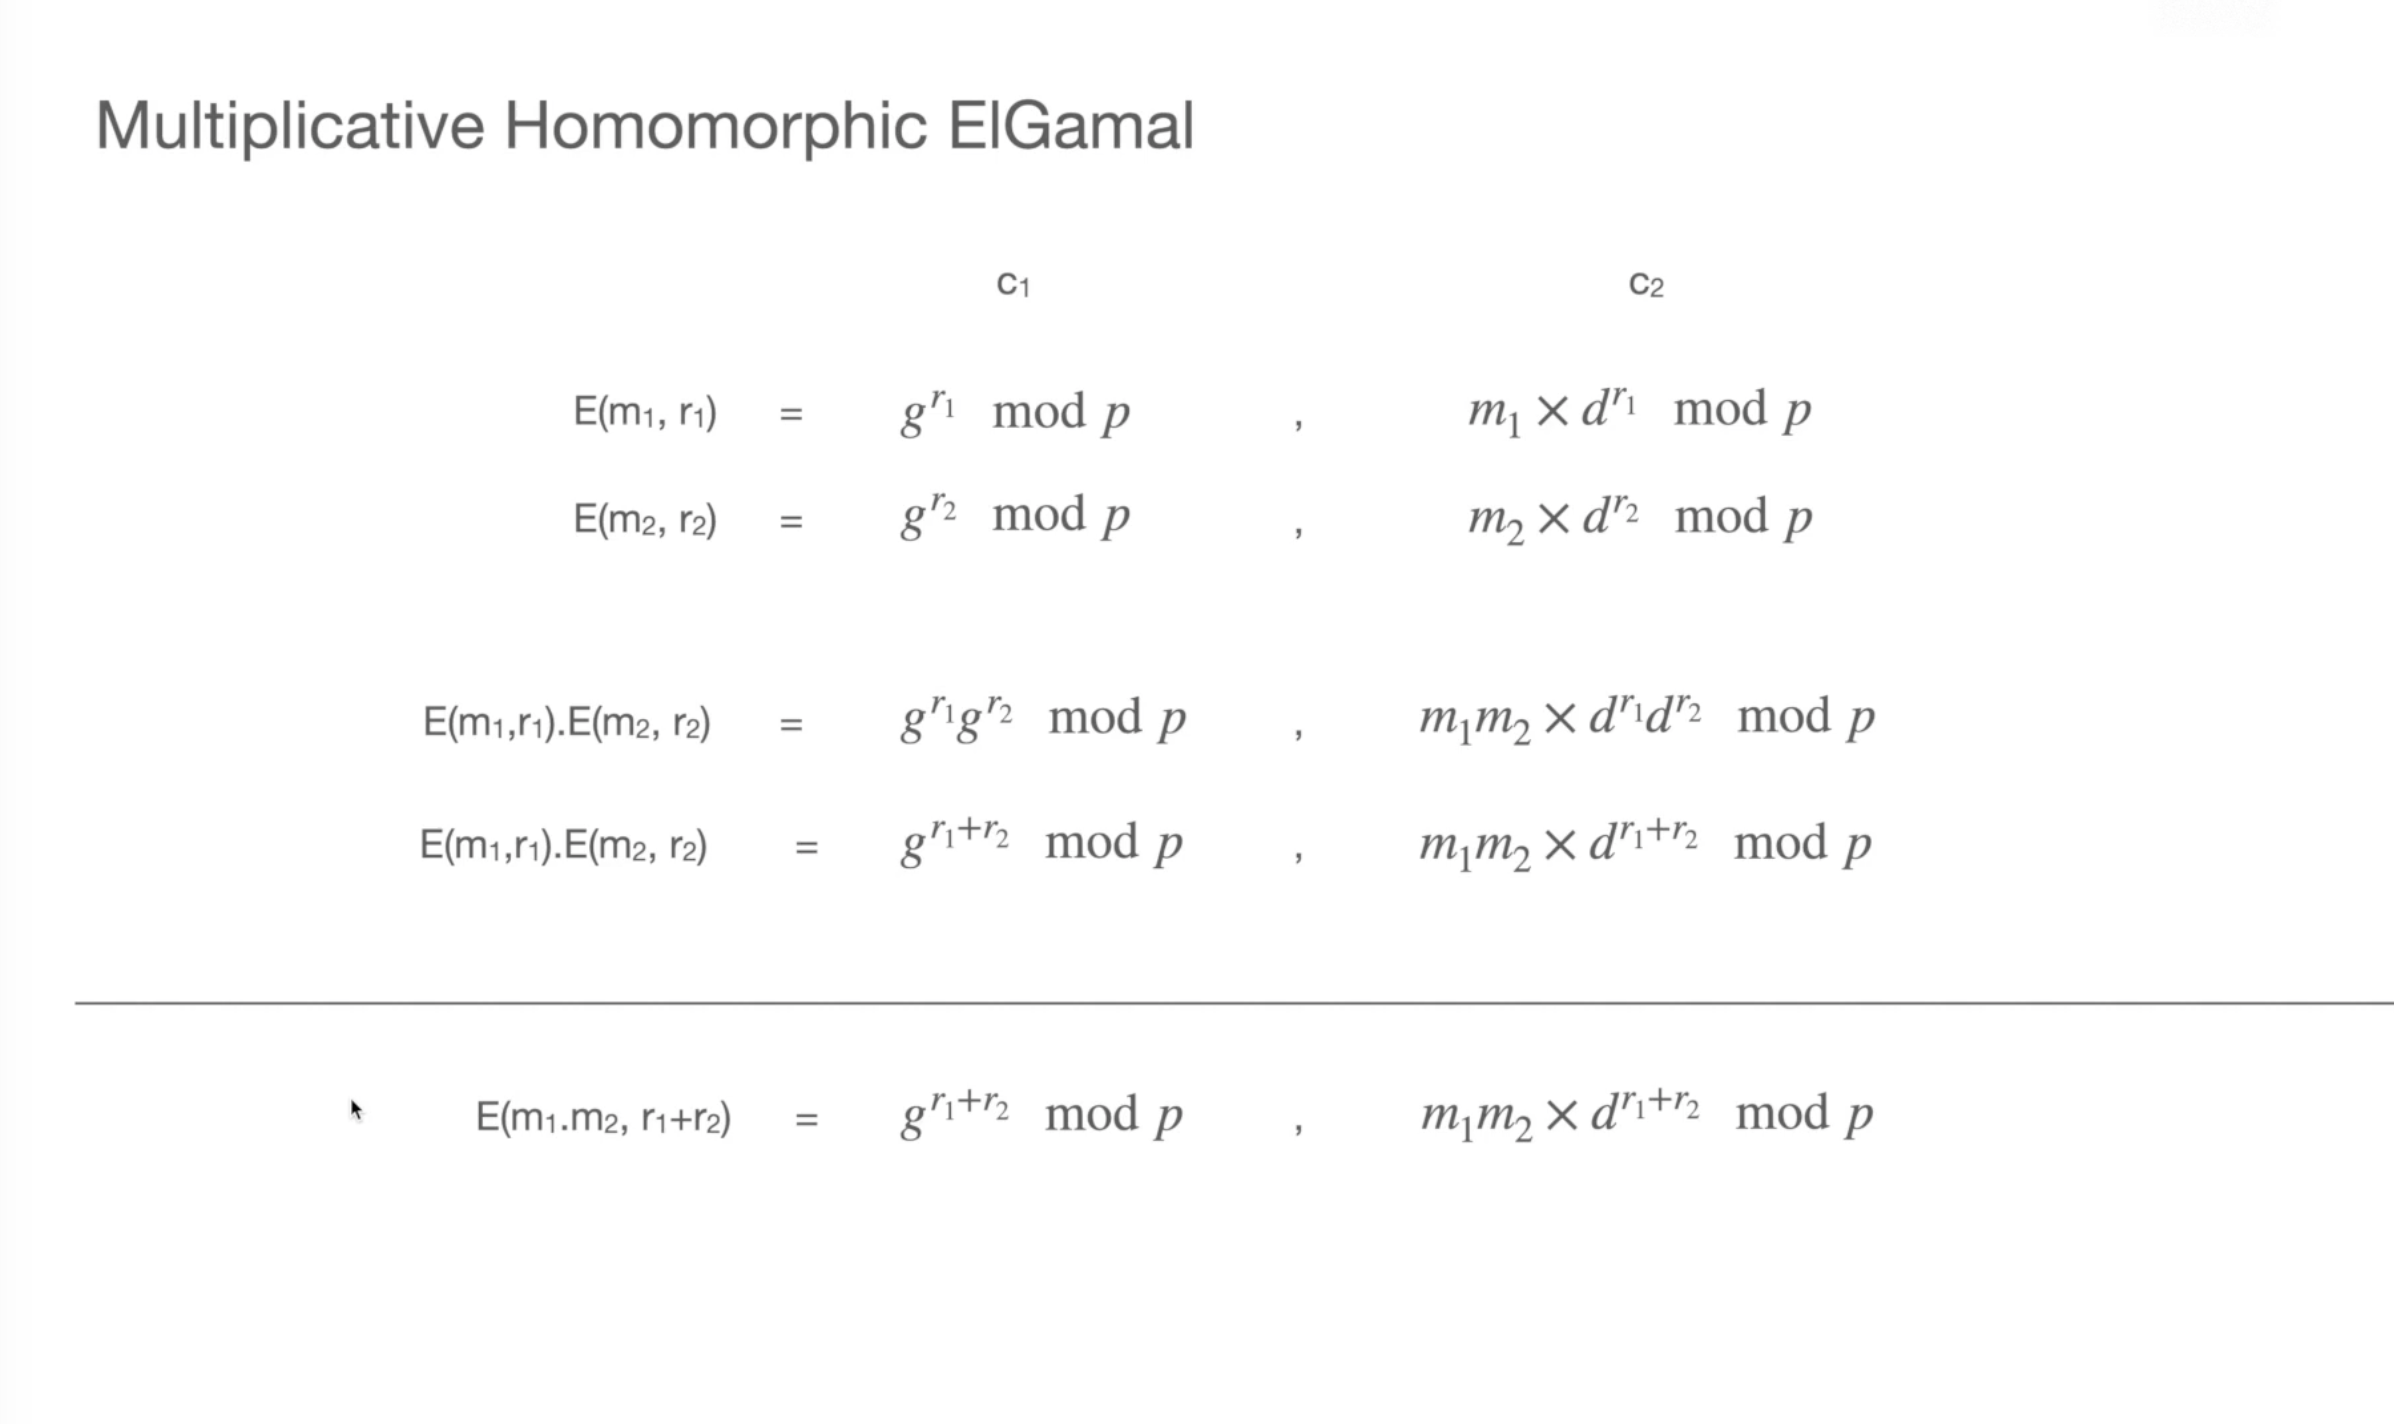 Multiplicative Homomorphic ElGamal
c₁ c₂
E(m₁, r₁) = g^{r₁} mod p , m₁ × d^{r₁} mod p
E(m₂, r₂) = g^{r₂} mod p , m₂ × d^{r₂} mod p
E(m₁,r₁).E(m₂, r₂) = g^{r₁}g^{r₂} mod p , m₁m₂ × d^{r₁}d^{r₂} mod p
E(m₁,r₁).E(m₂, r₂) = g^{r₁+r₂} mod p , m₁m₂ × d^{r₁+r₂} mod p
E(m₁.m₂, r₁+r₂) = g^{r₁+r₂} mod p , m₁m₂ × d^{r₁+r₂} mod p